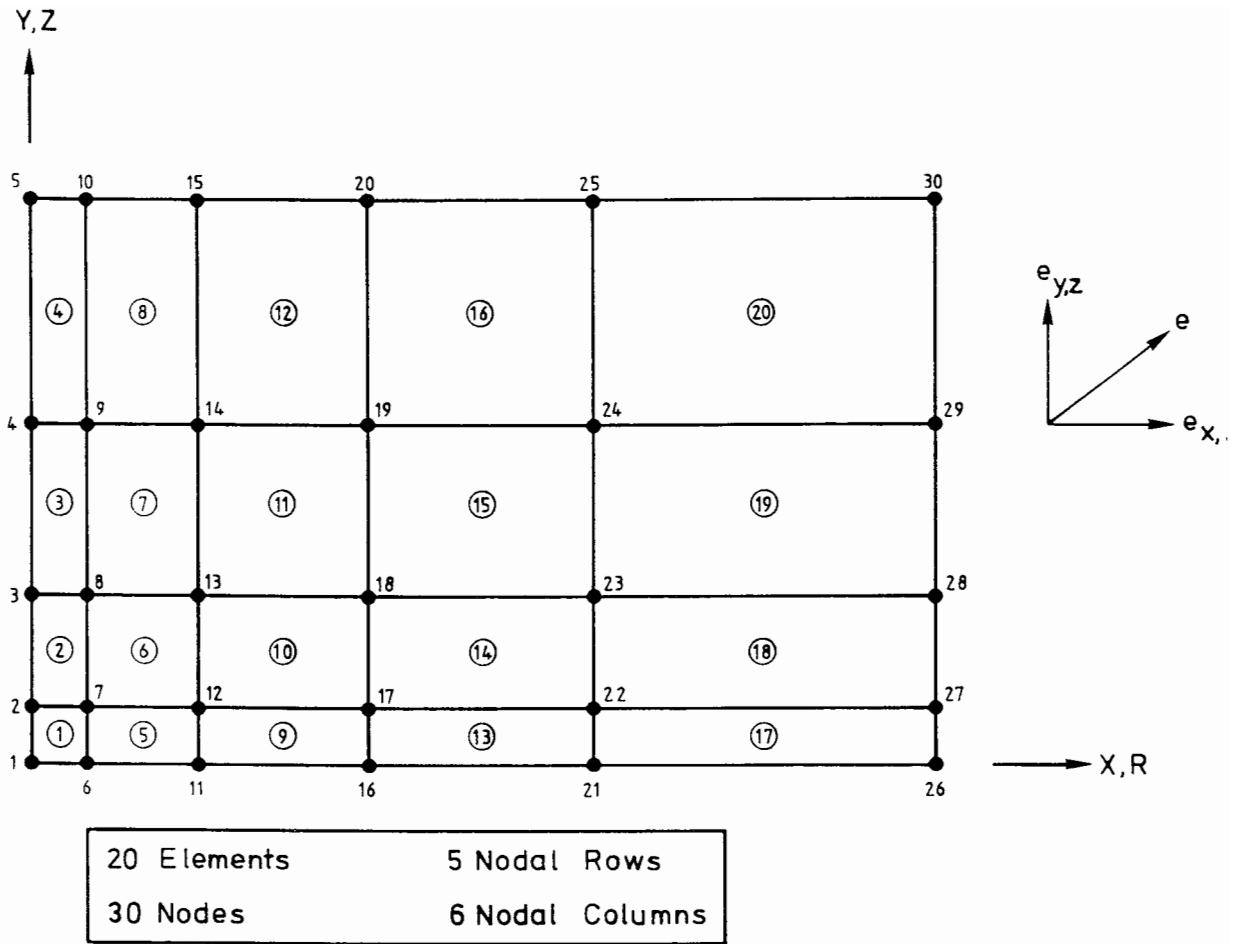 Y,Z
5 10 15 20 25 30
4 8 12 16 20
e y,z
e
e x, .
4 9 14 19 24 29
3 7 11 15 19
3 8 13 18 23 28
2 6 10 14 18
2 7 12 17 22 27
1 5 9 13 17
1 6 11 16 21 26
X,R
20 Elements 5 Nodal Rows
30 Nodes 6 Nodal Columns